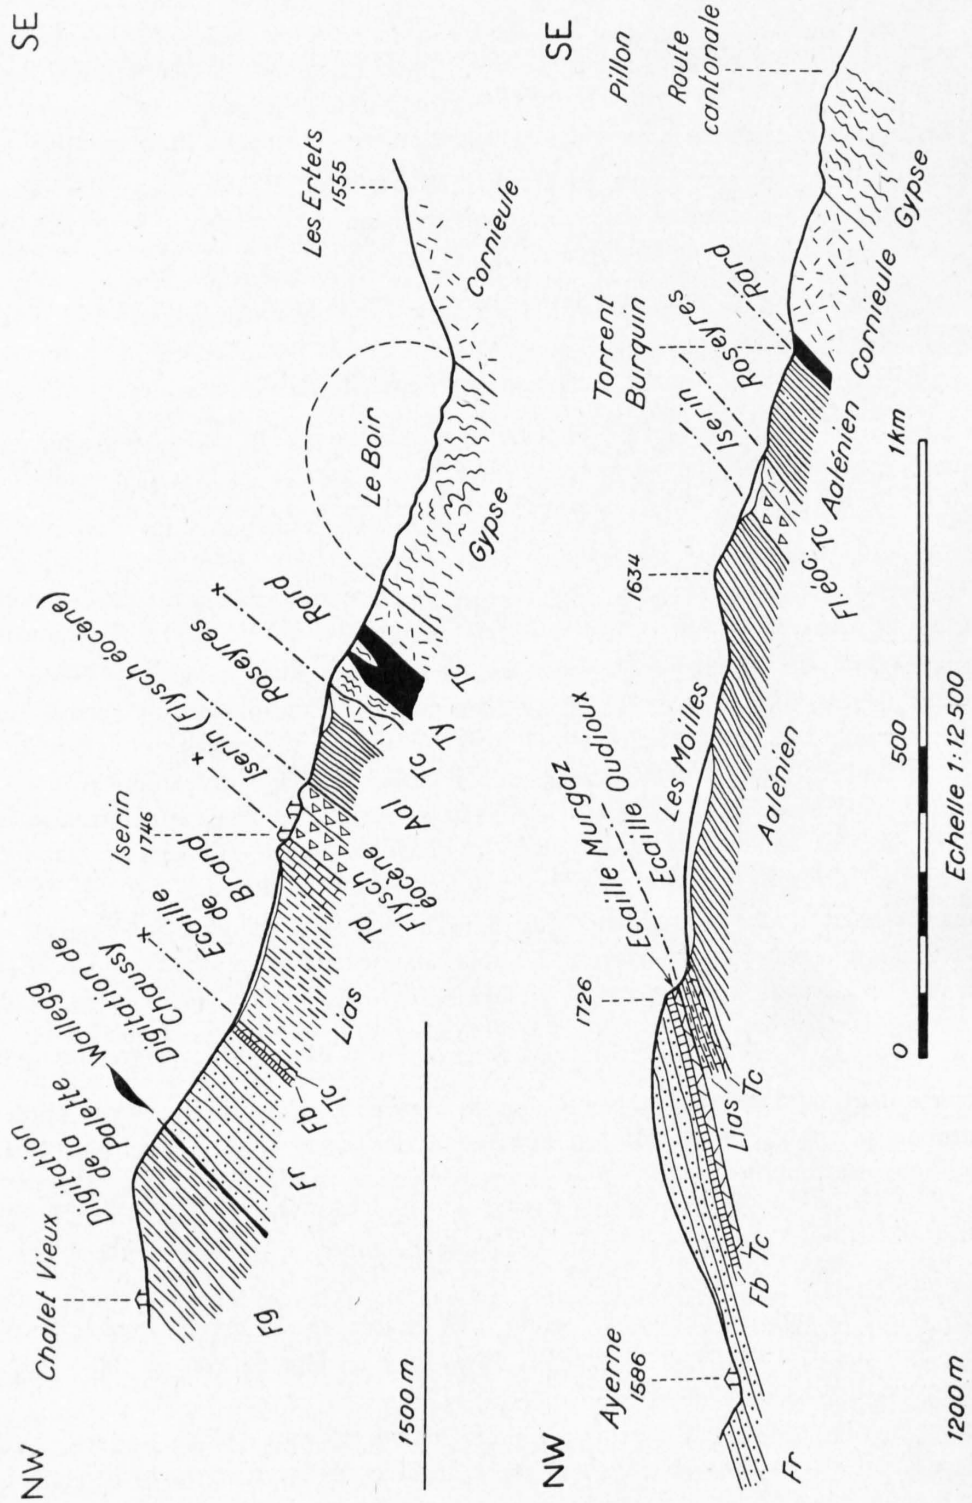 NW
SE
Chalet Vieux
Digitation
de la
Palette
Wallegg
Digitation de
Chaussy
Ecaille
de
Brand
Iserin
1746
Iserin (Flysch éocène)
Roseyres
Rard
Le Boir
Les Ertets
1555
Fg
Fr
Fb
Tc
Lias
Td
Flysch
éocène
Aal
Tc
Ty
Tc
Gypse
Cornieule
1500 m
NW
SE
Ayerne
1586
1726
Ecaille Murgaz
Ecaille Oudioux
Les Moilles
1634
Torrent
Burquin
Iserin
Roseyres
Rard
Pillon
Route
cantonale
Fr
Fb
Tc
Lias
Tc
Aalénien
Fl.éoc.
Tc
Aalénien
Cornieule
Gypse
0
500
1km
1200 m
Echelle 1:12 500